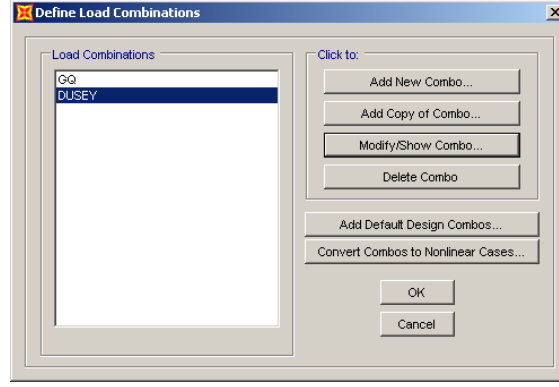 Define Load Combinations
Load Combinations
GQ
DUSEY
Click to:
Add New Combo...
Add Copy of Combo...
Modify/Show Combo...
Delete Combo
Add Default Design Combos...
Convert Combos to Nonlinear Cases...
OK
Cancel